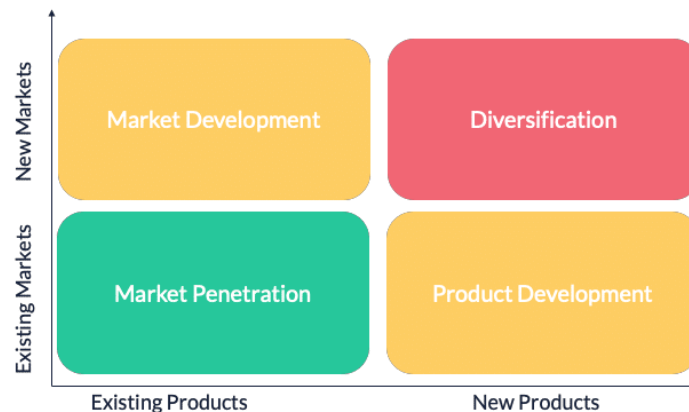 New Markets
Market Development
Diversification
Existing Markets
Market Penetration
Product Development
Existing Products
New Products